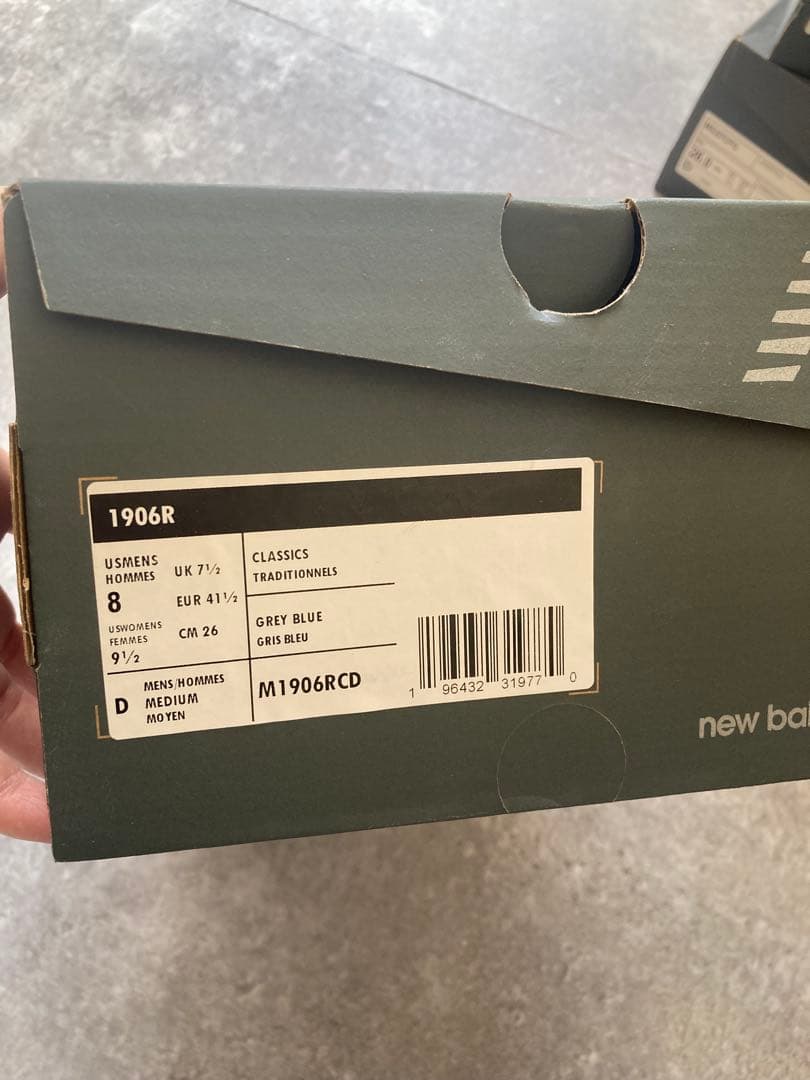 1906R
USMENS
HOMMES
8
UK 7½
EUR 41½
USWOMENS
FEMMES
9½
CM 26
CLASSICS
TRADITIONNELS
GREY BLUE
GRIS BLEU
D
MENS/HOMMES
MEDIUM
MOYEN
M1906RCD
1 96432 31977 0
new bal